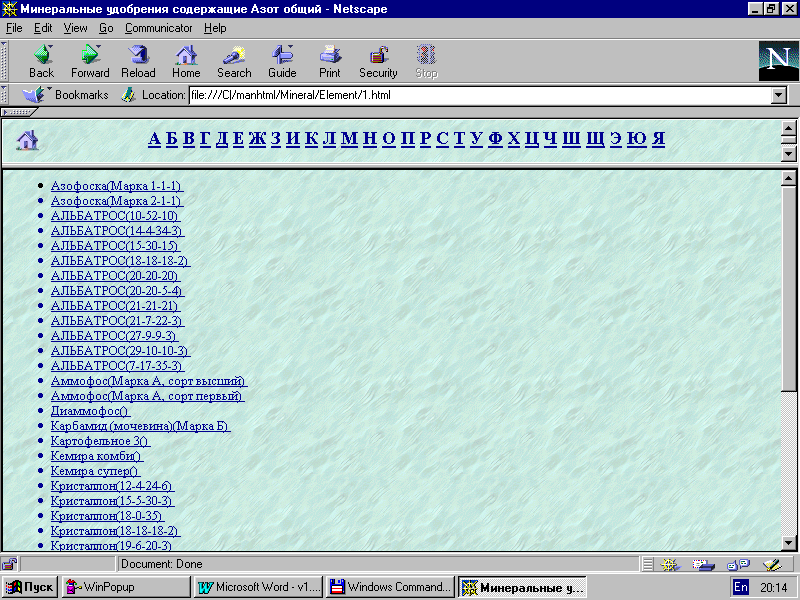 Минеральные удобрения содержащие Азот общий - Netscape
File Edit View Go Communicator Help
Back Forward Reload Home Search Guide Print Security Stop
N
Bookmarks Location: file:///C|/manhtml/Mineral/Element/1.html
А Б В Г Д Е Ж З И К Л М Н О П Р С Т У Ф Х Ц Ч Ш Щ Э Ю Я
Азофоска(Марка 1-1-1)
Азофоска(Марка 2-1-1)
АЛЬБАТРОС(10-52-10)
АЛЬБАТРОС(14-4-34-3)
АЛЬБАТРОС(15-30-15)
АЛЬБАТРОС(18-18-18-2)
АЛЬБАТРОС(20-20-20)
АЛЬБАТРОС(20-20-5-4)
АЛЬБАТРОС(21-21-21)
АЛЬБАТРОС(21-7-22-3)
АЛЬБАТРОС(27-9-9-3)
АЛЬБАТРОС(29-10-10-3)
АЛЬБАТРОС(7-17-35-3)
Аммофос(Марка А, сорт высший)
Аммофос(Марка А, сорт первый)
Диаммофос()
Карбамид (мочевина)(Марка Б)
Картофельное 3()
Кемира комби()
Кемира супер()
Кристаллон(12-4-24-6)
Кристаллон(15-5-30-3)
Кристаллон(18-0-35)
Кристаллон(18-18-18-2)
Кристаллон(19-6-20-3)
Document: Done
Пуск WinPopup Microsoft Word - v1.... Windows Command... Минеральные у... En 20:14